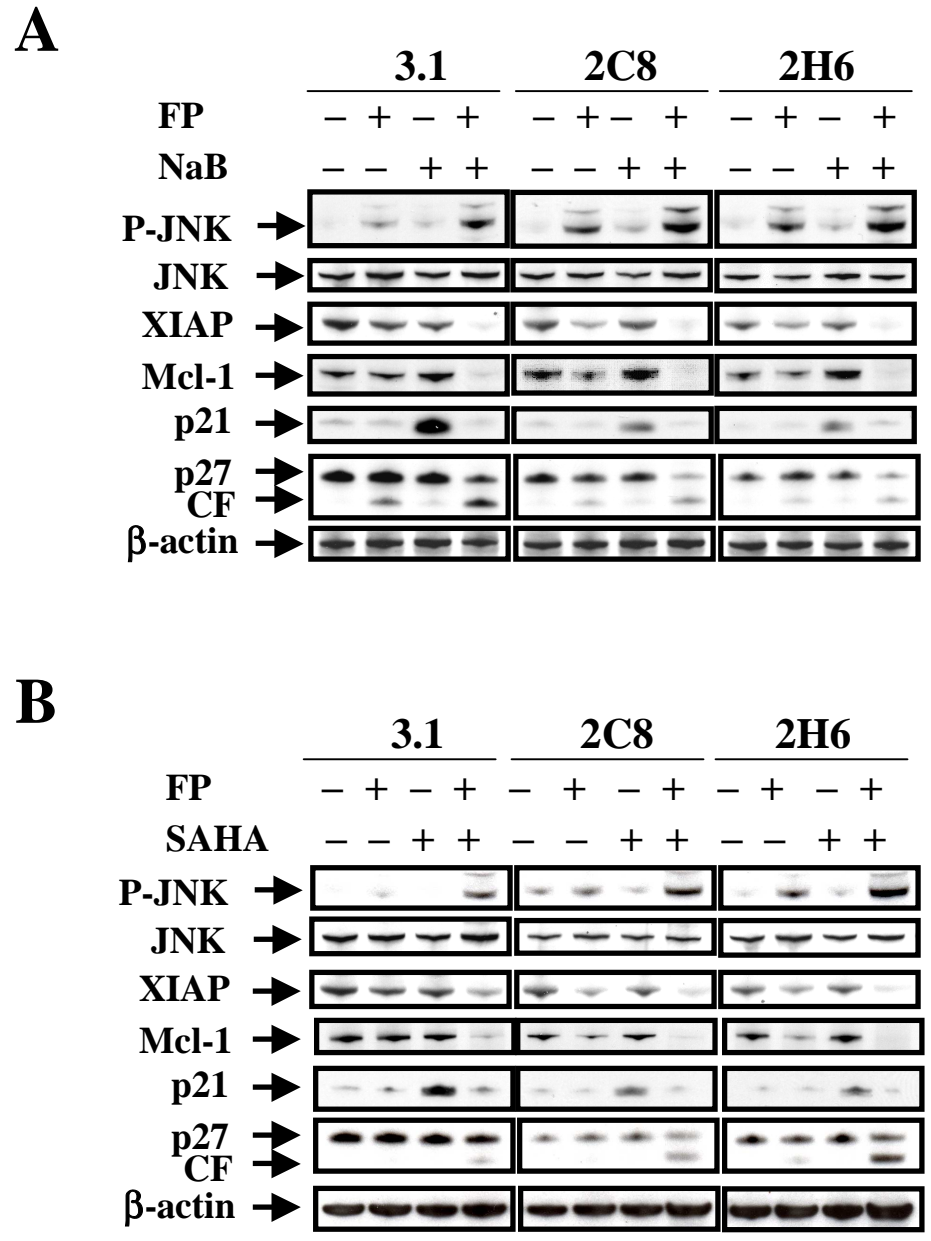 A
3.1 2C8 2H6
FP − + − + − + − + − + − +
NaB − − + + − − + + − − + +
P-JNK
JNK
XIAP
Mcl-1
p21
p27
CF
β-actin
B
3.1 2C8 2H6
FP − + − + − + − + − + − +
SAHA − − + + − − + + − − + +
P-JNK
JNK
XIAP
Mcl-1
p21
p27
CF
β-actin